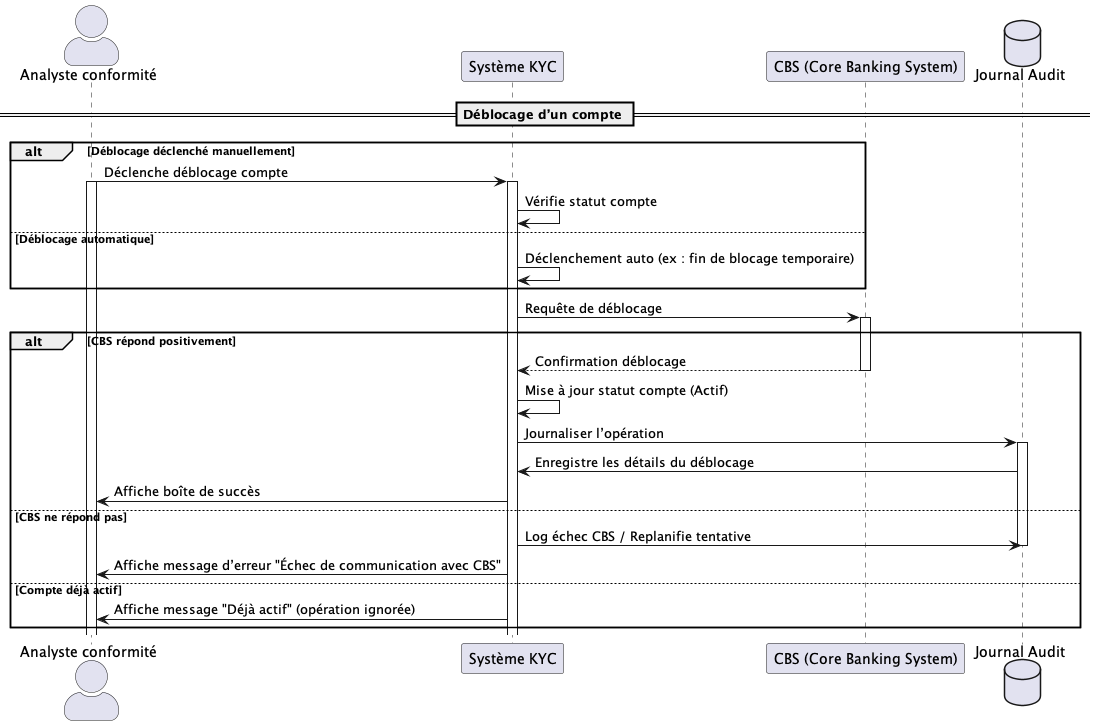 Analyste conformité
Système KYC
CBS (Core Banking System)
Journal Audit
Déblocage d'un compte
alt
[Déblocage déclenché manuellement]
Déclenche déblocage compte
Vérifie statut compte
[Déblocage automatique]
Déclenchement auto (ex : fin de blocage temporaire)
Requête de déblocage
alt
[CBS répond positivement]
Confirmation déblocage
Mise à jour statut compte (Actif)
Journaliser l'opération
Enregistre les détails du déblocage
Affiche boîte de succès
[CBS ne répond pas]
Log échec CBS / Replanifie tentative
Affiche message d'erreur "Échec de communication avec CBS"
[Compte déjà actif]
Affiche message "Déjà actif" (opération ignorée)
Analyste conformité
Système KYC
CBS (Core Banking System)
Journal Audit